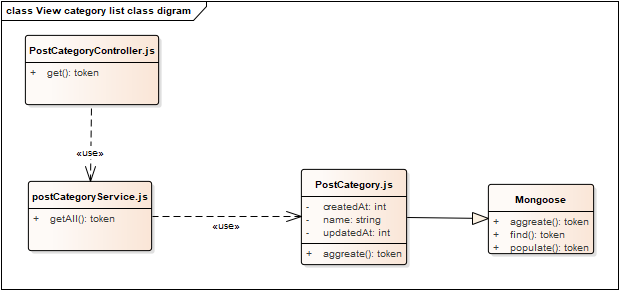 class View category list class digram
PostCategoryController.js
+ get(): token
«use»
postCategoryService.js
+ getAll(): token
«use»
PostCategory.js
- createdAt: int
- name: string
- updatedAt: int
+ aggreate(): token
Mongoose
+ aggreate(): token
+ find(): token
+ populate(): token